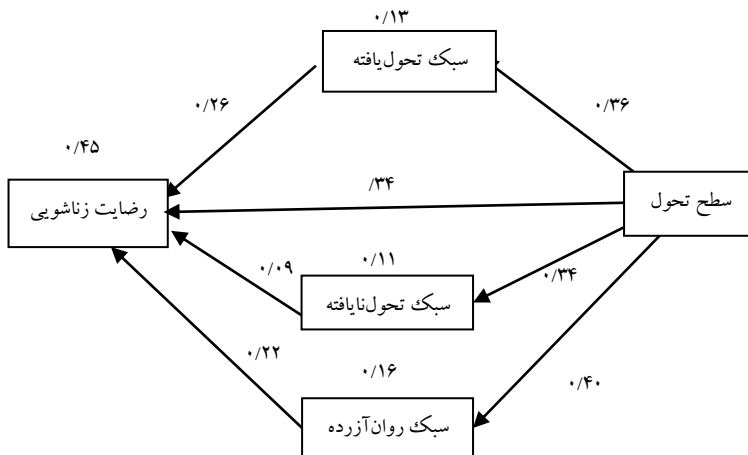 ۰/۱۳
سبک تحول‌یافته
۰/۳۶
۰/۲۶
۰/۴۵
سطح تحول
/۳۴
رضایت زناشویی
۰/۱۱
۰/۳۴
۰/۰۹
سبک تحول‌نایافته
۰/۲۲
۰/۱۶
۰/۴۰
سبک روان‌آزرده